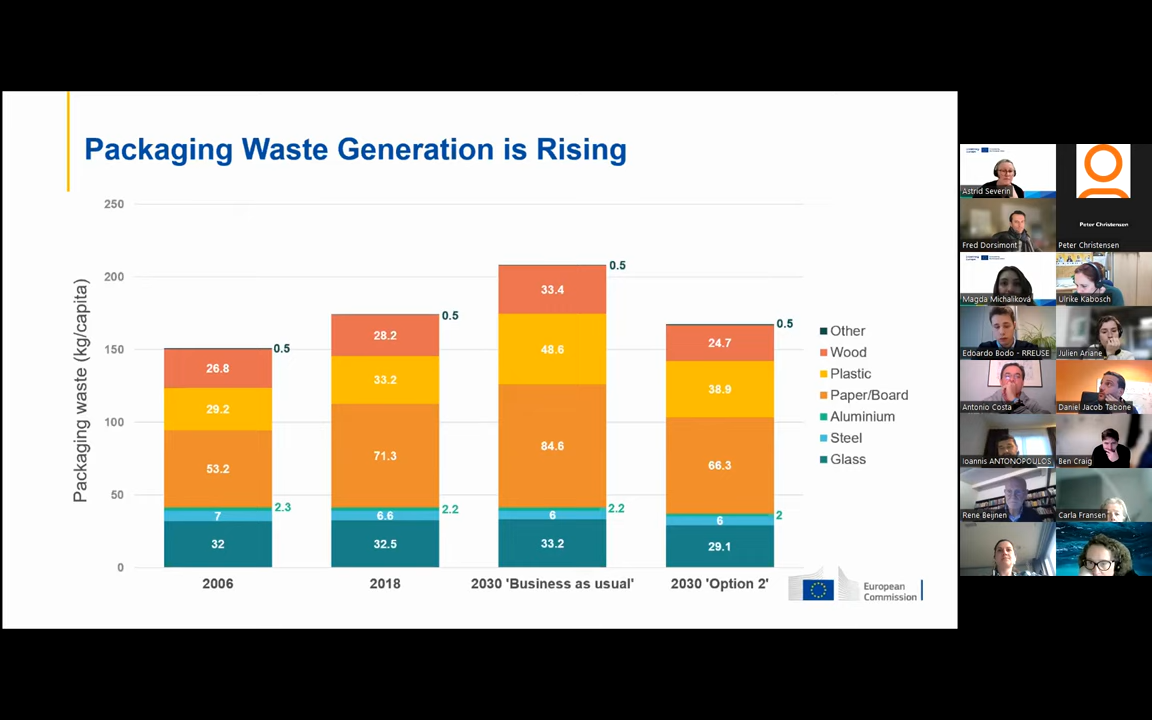 Packaging Waste Generation is Rising
Packaging waste (kg/capita)
250
200
150
100
50
0
0.5
26.8
29.2
53.2
2.3
7
32
2006
0.5
28.2
33.2
71.3
2.2
6.6
32.5
2018
0.5
33.4
48.6
84.6
2.2
6
33.2
2030 'Business as usual'
0.5
24.7
38.9
66.3
2
6
29.1
2030 'Option 2'
Other
Wood
Plastic
Paper/Board
Aluminium
Steel
Glass
European
Commission
Astrid Severin
Peter Christensen
Fred Dorsimont
Peter Christensen
Magda Michaliková
Ulrike Kabosch
Edoardo Bodo - RREUSE
Julien Ariane
Antonio Costa
Daniel Jacob Tabone
Ioannis ANTONOPOULOS
Ben Craig
René Beijnen
Carla Fransen